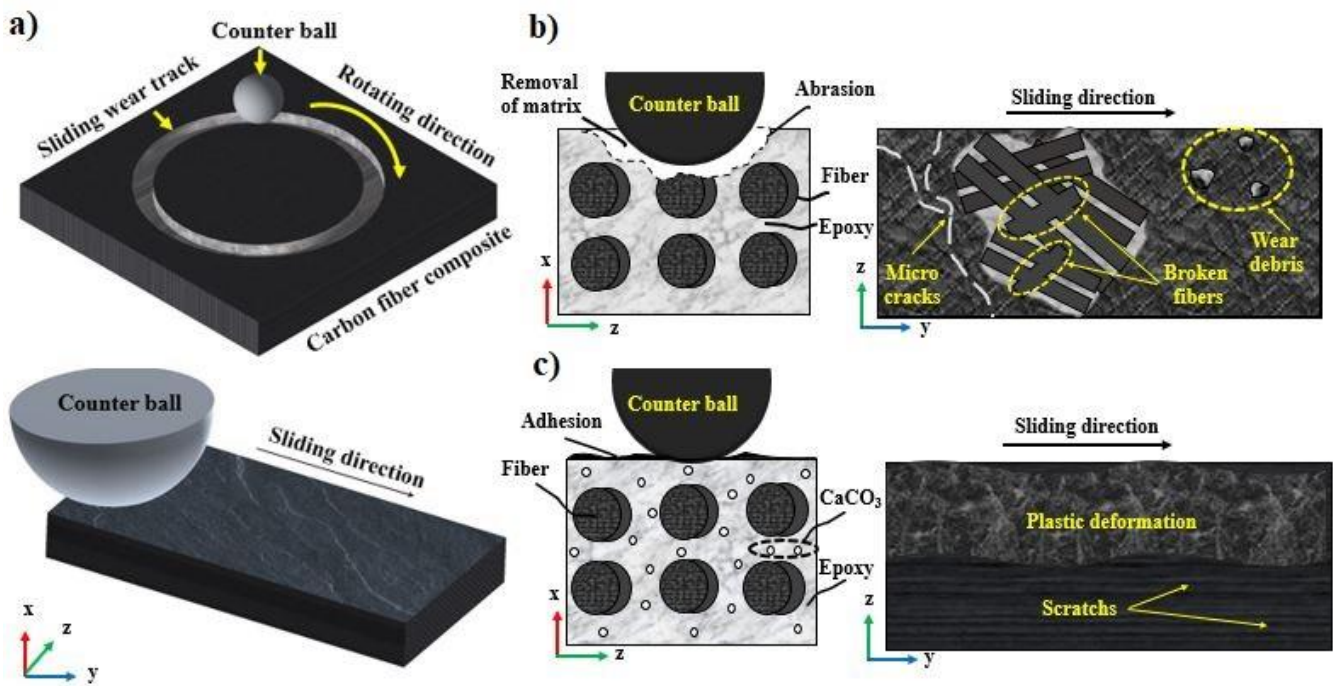 a)
Counter ball
Sliding wear track
Rotating direction
Carbon fiber composite
Counter ball
Sliding direction
x
z
y
b)
Removal
of matrix
Counter ball
Abrasion
Fiber
Epoxy
x
z
Sliding direction
Micro
cracks
Broken
fibers
Wear
debris
z
y
c)
Counter ball
Adhesion
Fiber
CaCO₃
Epoxy
x
z
Sliding direction
Plastic deformation
Scratchs
z
y